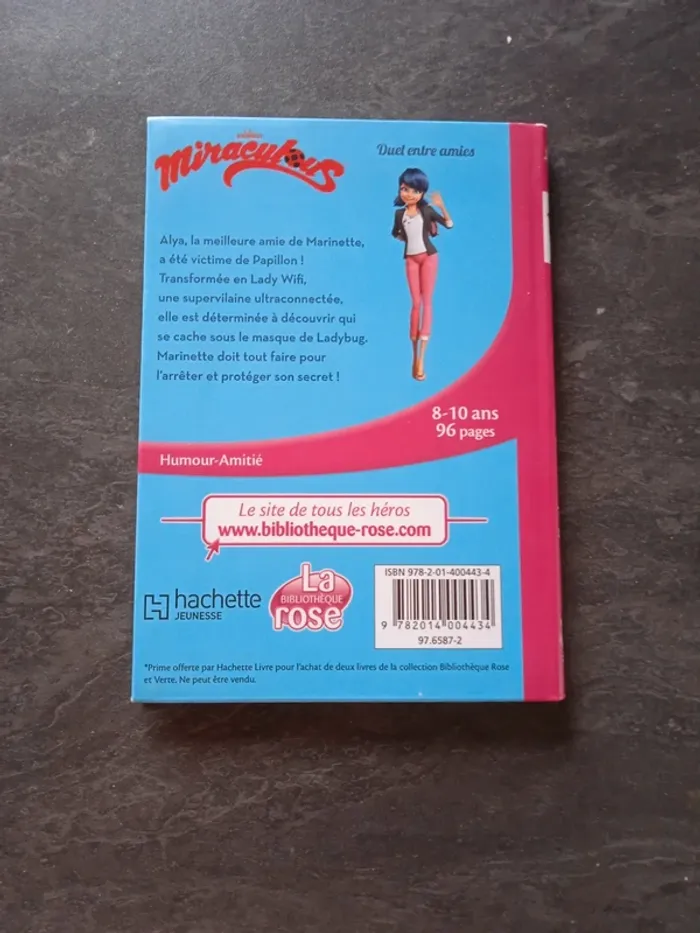 Miraculous
Duel entre amies
Alya, la meilleure amie de Marinette,
a été victime de Papillon !
Transformée en Lady Wifi,
une supervilaine ultraconnectée,
elle est déterminée à découvrir qui
se cache sous le masque de Ladybug.
Marinette doit tout faire pour
l'arrêter et protéger son secret !
8-10 ans
96 pages
Humour-Amitié
Le site de tous les héros
www.bibliotheque-rose.com
hachette
JEUNESSE
La
BIBLIOTHÈQUE
rose
ISBN 978-2-01-400443-4
9 782014 004434
97.6587-2
*Prime offerte par Hachette Livre pour l'achat de deux livres de la collection Bibliothèque Rose
et Verte. Ne peut être vendu.